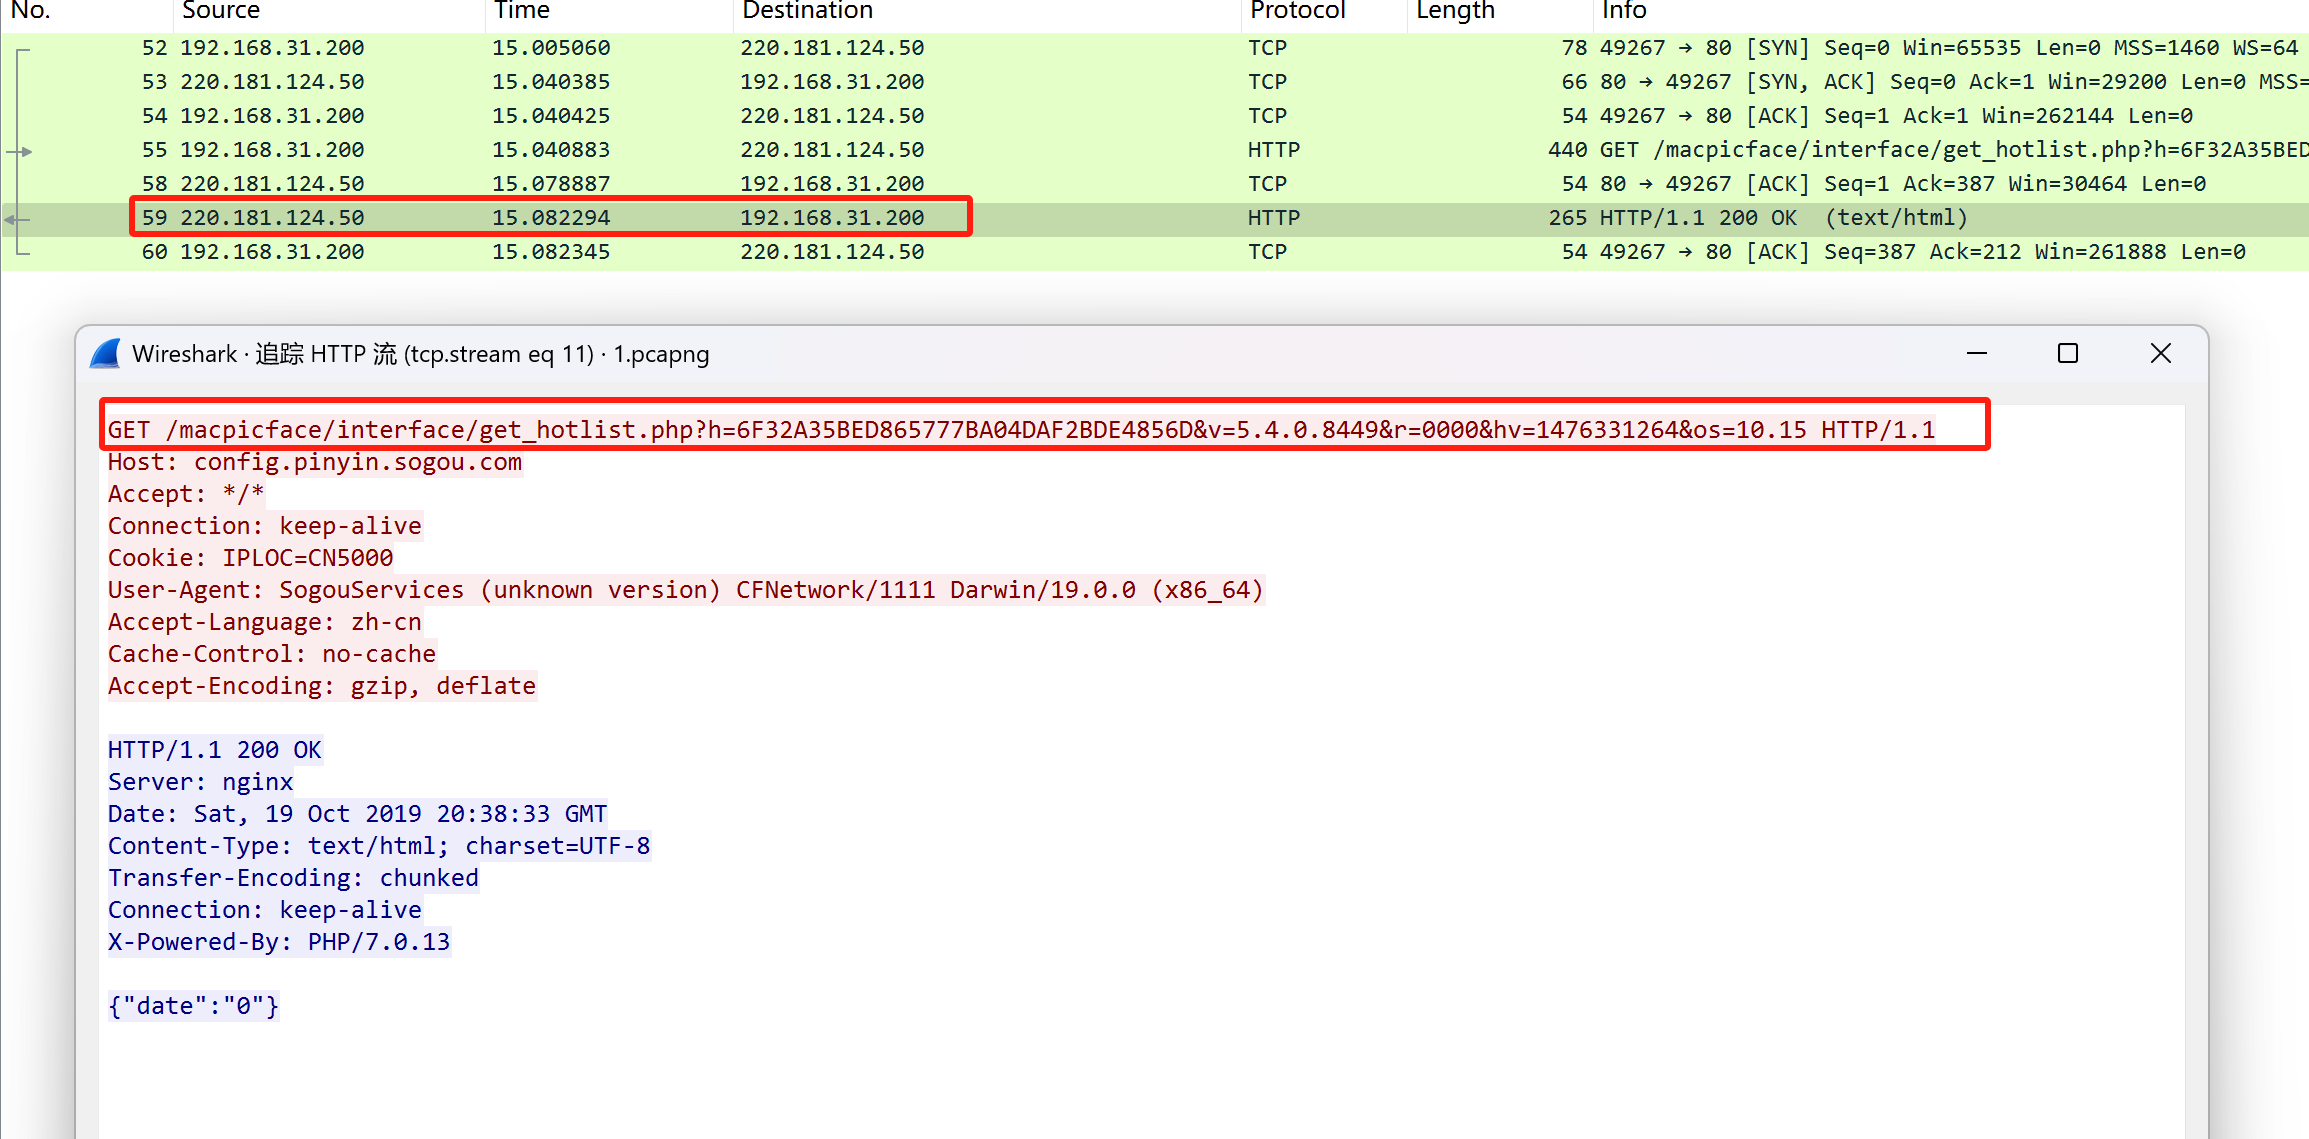 No. Source Time Destination Protocol Length Info
52 192.168.31.200 15.005060 220.181.124.50 TCP 78 49267 → 80 [SYN] Seq=0 Win=65535 Len=0 MSS=1460 WS=64
53 220.181.124.50 15.040385 192.168.31.200 TCP 66 80 → 49267 [SYN, ACK] Seq=0 Ack=1 Win=29200 Len=0 MSS=
54 192.168.31.200 15.040425 220.181.124.50 TCP 54 49267 → 80 [ACK] Seq=1 Ack=1 Win=262144 Len=0
55 192.168.31.200 15.040883 220.181.124.50 HTTP 440 GET /macpicface/interface/get_hotlist.php?h=6F32A35BED
58 220.181.124.50 15.078887 192.168.31.200 TCP 54 80 → 49267 [ACK] Seq=1 Ack=387 Win=30464 Len=0
59 220.181.124.50 15.082294 192.168.31.200 HTTP 265 HTTP/1.1 200 OK (text/html)
60 192.168.31.200 15.082345 220.181.124.50 TCP 54 49267 → 80 [ACK] Seq=387 Ack=212 Win=261888 Len=0
Wireshark · 追踪 HTTP 流 (tcp.stream eq 11) · 1.pcapng
GET /macpicface/interface/get_hotlist.php?h=6F32A35BED865777BA04DAF2BDE4856D&v=5.4.0.8449&r=0000&hv=1476331264&os=10.15 HTTP/1.1
Host: config.pinyin.sogou.com
Accept: */*
Connection: keep-alive
Cookie: IPLOC=CN5000
User-Agent: SogouServices (unknown version) CFNetwork/1111 Darwin/19.0.0 (x86_64)
Accept-Language: zh-cn
Cache-Control: no-cache
Accept-Encoding: gzip, deflate
HTTP/1.1 200 OK
Server: nginx
Date: Sat, 19 Oct 2019 20:38:33 GMT
Content-Type: text/html; charset=UTF-8
Transfer-Encoding: chunked
Connection: keep-alive
X-Powered-By: PHP/7.0.13
{"date":"0"}